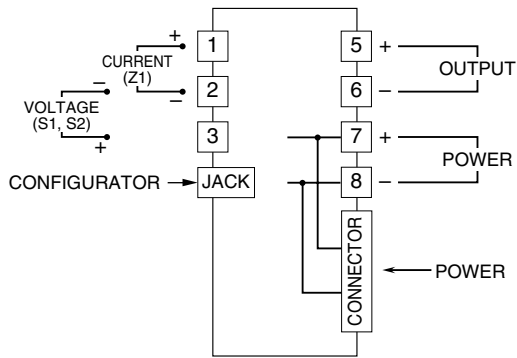 +
1
CURRENT
(Z1)
–
2
–
VOLTAGE
(S1, S2)
+
3
CONFIGURATOR
JACK
5 +
OUTPUT
6 –
7 +
POWER
8 –
CONNECTOR
POWER